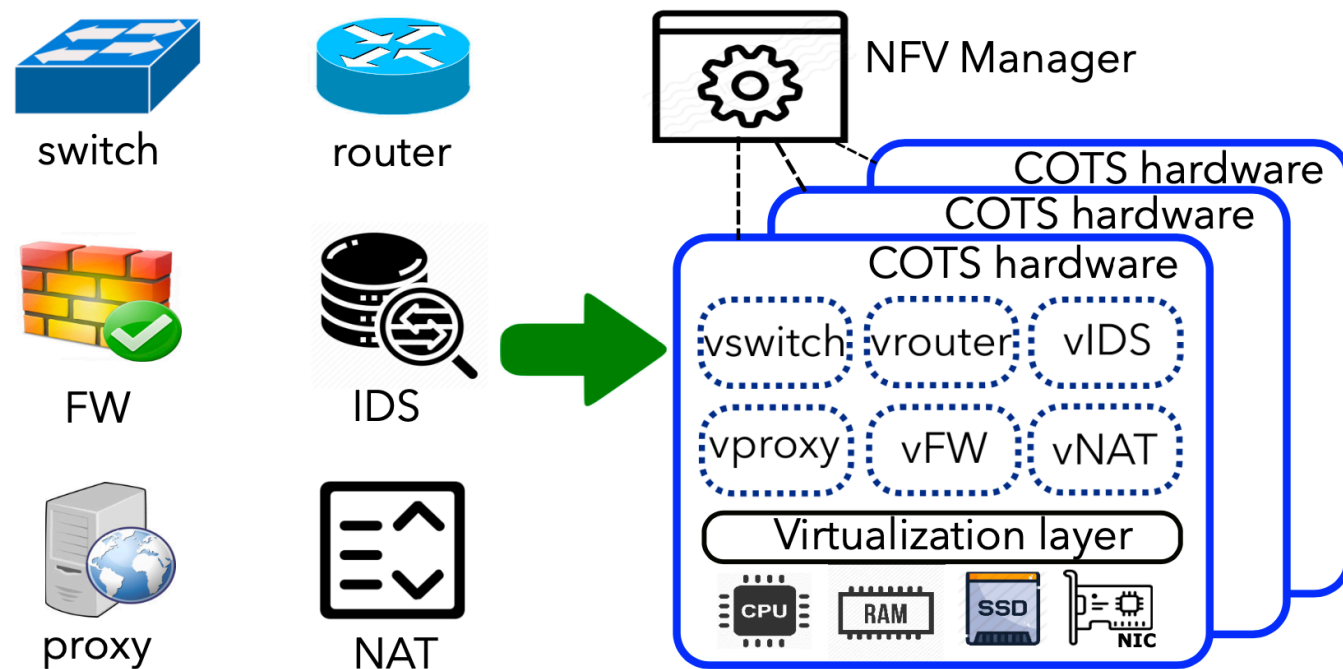 switch
router
FW
IDS
proxy
NAT
NFV Manager
COTS hardware
COTS hardware
COTS hardware
vswitch vrouter vIDS
vproxy vFW vNAT
Virtualization layer
CPU RAM SSD NIC